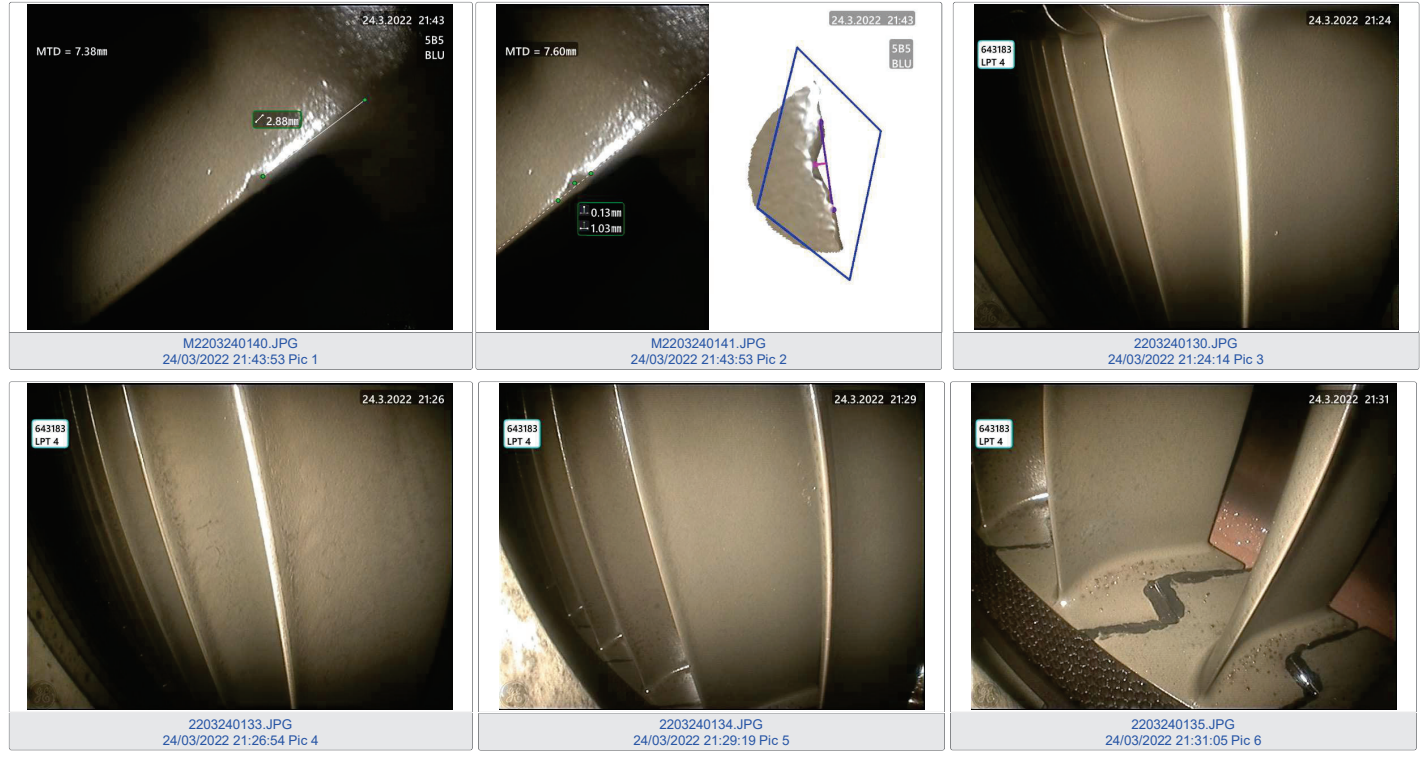 24.3.2022 21:43
MTD = 7.38mm
5B5
BLU
2.88mm
M2203240140.JPG
24/03/2022 21:43:53 Pic 1
24.3.2022 21:43
MTD = 7.60mm
5B5
BLU
0.13mm
1.03mm
M2203240141.JPG
24/03/2022 21:43:53 Pic 2
24.3.2022 21:24
643183
LPT 4
2203240130.JPG
24/03/2022 21:24:14 Pic 3
24.3.2022 21:26
643183
LPT 4
2203240133.JPG
24/03/2022 21:26:54 Pic 4
24.3.2022 21:29
643183
LPT 4
2203240134.JPG
24/03/2022 21:29:19 Pic 5
24.3.2022 21:31
643183
LPT 4
2203240135.JPG
24/03/2022 21:31:05 Pic 6